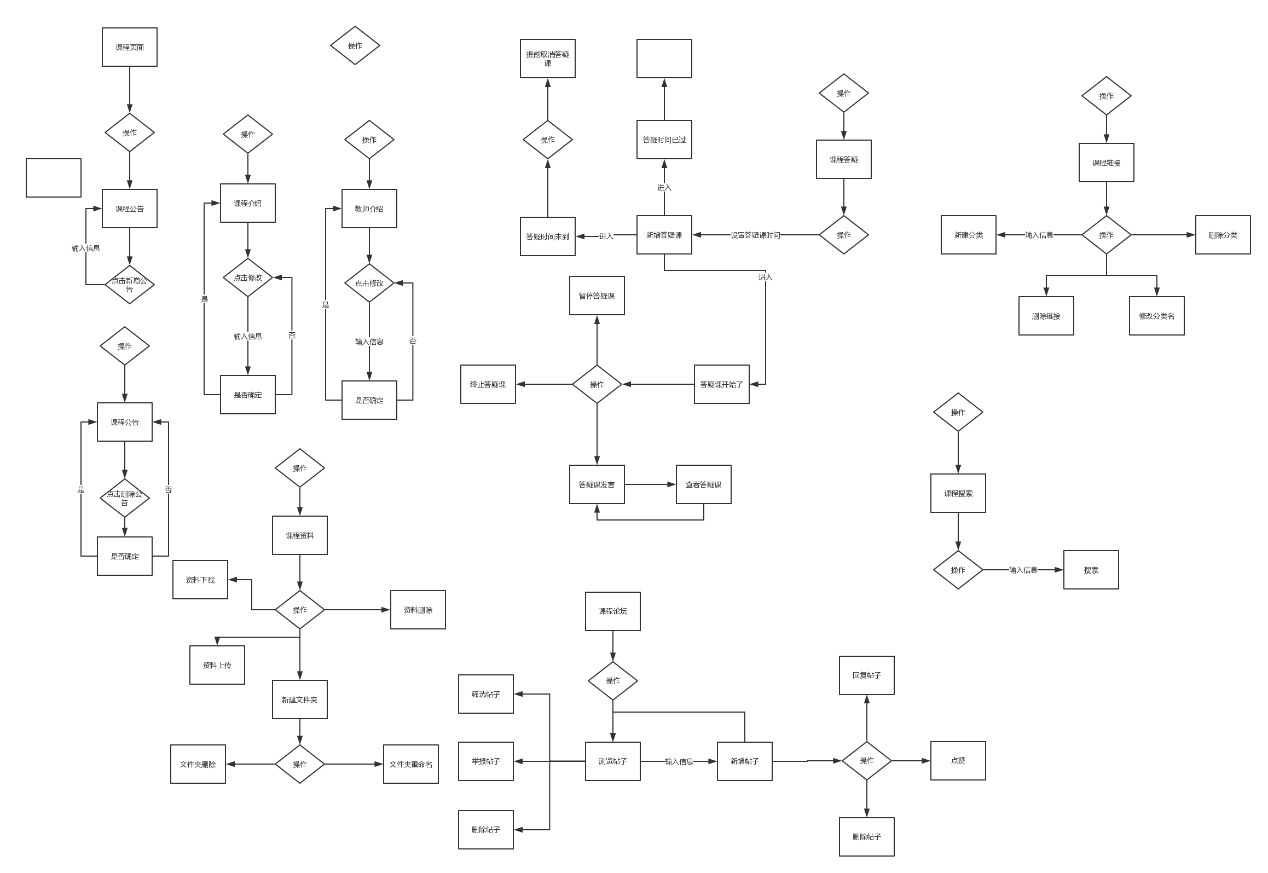 课程页面
操作
课程公告
输入信息
点击新增公
告
操作
操作
课程介绍
点击修改
输入信息
是
否
是否确定
操作
教师介绍
点击修改
输入信息
是
否
是否确定
操作
课程公告
点击删除公
告
是
否
是否确定
操作
课程资料
操作
资料下载
资料删除
资料上传
新建文件夹
操作
文件夹删除
文件夹重命名
提前取消答疑
课
操作
答疑时间未到
进入
答疑时间已过
进入
新增答疑课
设置答疑课时间
操作
课程答疑
操作
进入
答疑课开始了
操作
暂停答疑课
终止答疑课
答疑课发言
查看答疑课
操作
课程链接
操作
输入信息
新建分类
删除分类
删除链接
修改分类名
操作
课程搜索
操作
输入信息
搜索
课程论坛
操作
浏览帖子
筛选帖子
举报帖子
删除帖子
输入信息
新增帖子
操作
回复帖子
点赞
删除帖子